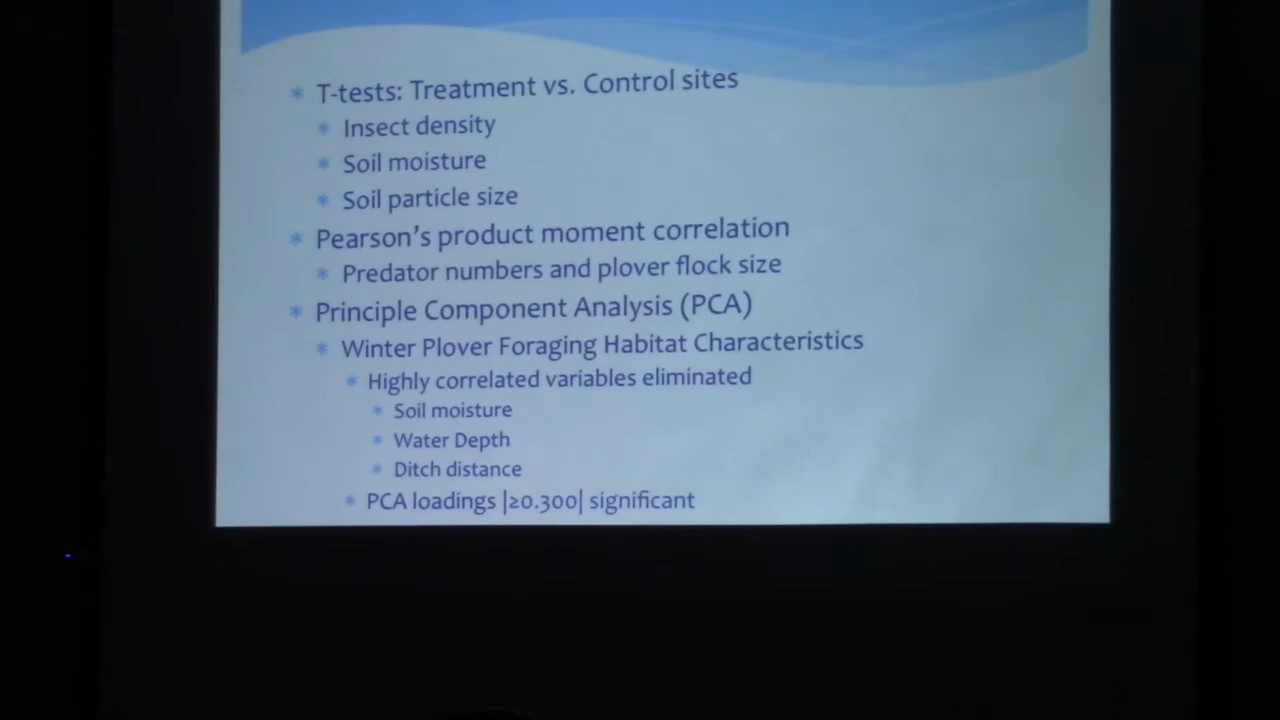 * T-tests: Treatment vs. Control sites
* Insect density
* Soil moisture
* Soil particle size
* Pearson's product moment correlation
* Predator numbers and plover flock size
* Principle Component Analysis (PCA)
* Winter Plover Foraging Habitat Characteristics
* Highly correlated variables eliminated
* Soil moisture
* Water Depth
* Ditch distance
* PCA loadings |≥0.300| significant